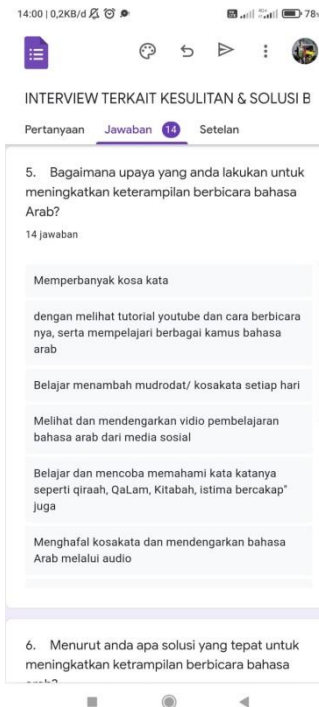 14:00 | 0,2KB/d
78%
INTERVIEW TERKAIT KESULITAN & SOLUSI B
Pertanyaan Jawaban 14 Setelan
5. Bagaimana upaya yang anda lakukan untuk
meningkatkan keterampilan berbicara bahasa
Arab?
14 jawaban
Memperbanyak kosa kata
dengan melihat tutorial youtube dan cara berbicara
nya, serta mempelajari berbagai kamus bahasa
arab
Belajar menambah mudrodat/ kosakata setiap hari
Melihat dan mendengarkan vidio pembelajaran
bahasa arab dari media sosial
Belajar dan mencoba memahami kata katanya
seperti qiraah, QaLam, Kitabah, istima bercakap"
juga
Menghafal kosakata dan mendengarkan bahasa
Arab melalui audio
6. Menurut anda apa solusi yang tepat untuk
meningkatkan ketrampilan berbicara bahasa